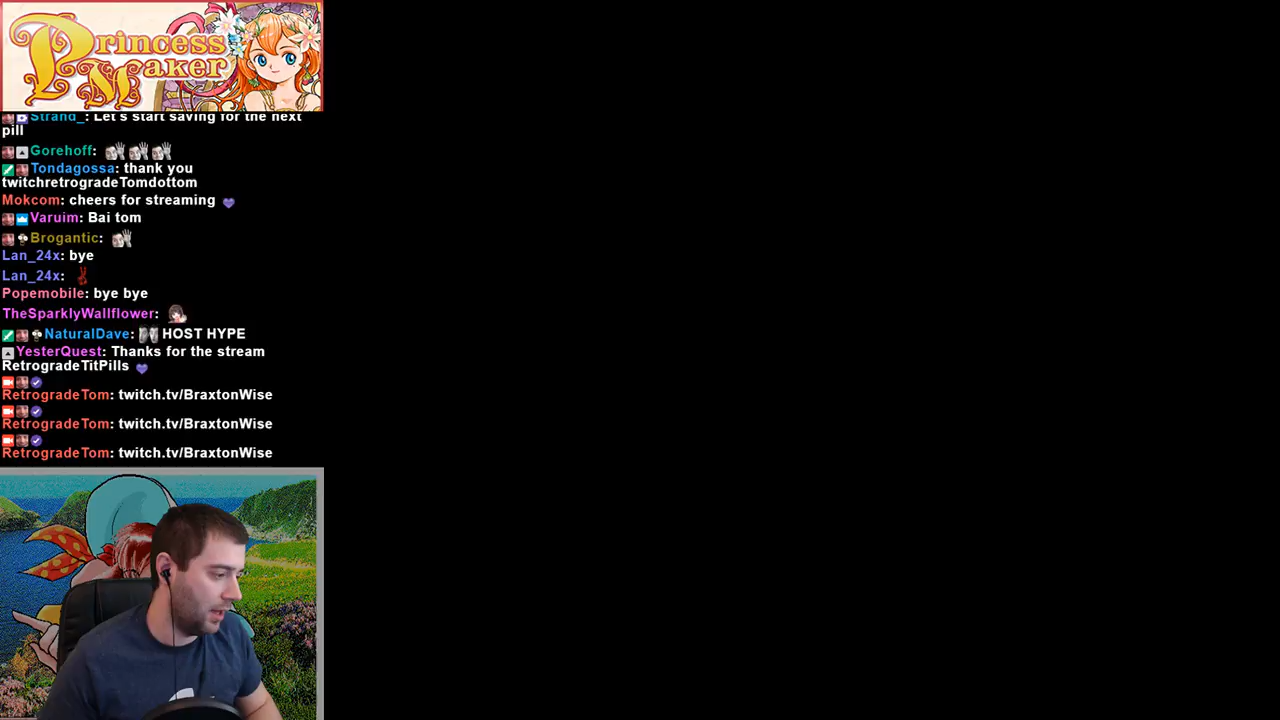 Princess
Maker
Strand_: Let's start saving for the next
pill
Gorehoff:
Tondagossa: thank you
twitchretrogradeTomdottom
Mokcom: cheers for streaming
Varuim: Bai tom
Brogantic:
Lan_24x: bye
Lan_24x:
Popemobile: bye bye
TheSparklyWallflower:
NaturalDave: HOST HYPE
YesterQuest: Thanks for the stream
RetrogradeTitPills
RetrogradeTom: twitch.tv/BraxtonWise
RetrogradeTom: twitch.tv/BraxtonWise
RetrogradeTom: twitch.tv/BraxtonWise